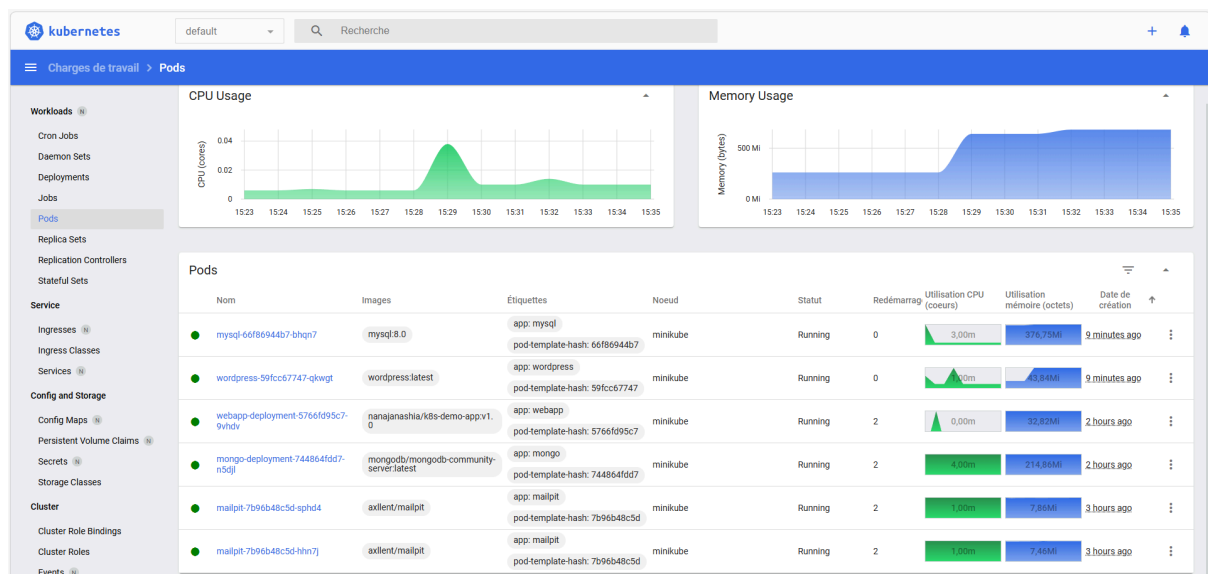 kubernetes
default
Recherche
Charges de travail > Pods
Workloads N
Cron Jobs
Daemon Sets
Deployments
Jobs
Pods
Replica Sets
Replication Controllers
Stateful Sets
Service
Ingresses N
Ingress Classes
Services N
Config and Storage
Config Maps N
Persistent Volume Claims N
Secrets N
Storage Classes
Cluster
Cluster Role Bindings
Cluster Roles
Events N
CPU Usage
CPU (cores)
0.04
0.02
0
15:23 15:24 15:25 15:26 15:27 15:28 15:29 15:30 15:31 15:32 15:33 15:34 15:35
Memory Usage
Memory (bytes)
500 Mi
0 Mi
15:23 15:24 15:25 15:26 15:27 15:28 15:29 15:30 15:31 15:32 15:33 15:34 15:35
Pods
Nom Images Étiquettes Noeud Statut Redémarrag Utilisation CPU (coeurs) Utilisation mémoire (octets) Date de création
mysql-66f86944b7-bhqn7 mysql:8.0 app: mysql minikube Running 0 3,00m 376,75Mi 9 minutes ago
pod-template-hash: 66f86944b7
wordpress-59fcc67747-qkwgt wordpress:latest app: wordpress minikube Running 0 1,00m 43,84Mi 9 minutes ago
pod-template-hash: 59fcc67747
webapp-deployment-5766fd95c7- nanajanashia/k8s-demo-app:v1. app: webapp minikube Running 2 0,00m 32,82Mi 2 hours ago
9vhdv 0 pod-template-hash: 5766fd95c7
mongo-deployment-744864fdd7- mongodb/mongodb-community- app: mongo minikube Running 2 4,00m 214,86Mi 2 hours ago
n5djl server:latest pod-template-hash: 744864fdd7
mailpit-7b96b48c5d-sphd4 axllent/mailpit app: mailpit minikube Running 2 1,00m 7,86Mi 3 hours ago
pod-template-hash: 7b96b48c5d
mailpit-7b96b48c5d-hhn7j axllent/mailpit app: mailpit minikube Running 2 1,00m 7,46Mi 3 hours ago
pod-template-hash: 7b96b48c5d